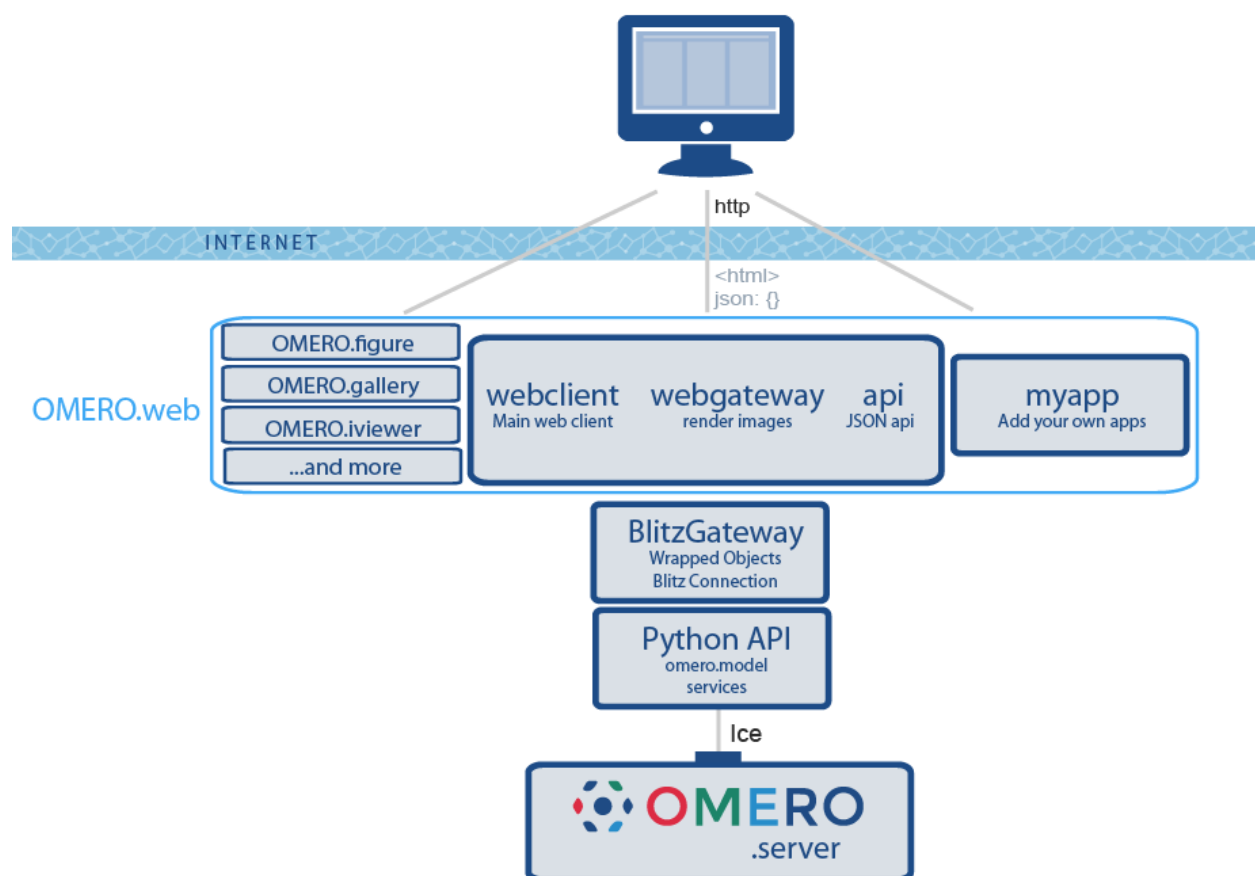 http
INTERNET
<html>
json: {}
OMERO.web
OMERO.figure
OMERO.gallery
OMERO.iviewer
...and more
webclient
Main web client
webgateway
render images
api
JSON api
myapp
Add your own apps
BlitzGateway
Wrapped Objects
Blitz Connection
Python API
omero.model
services
Ice
OMERO
.server